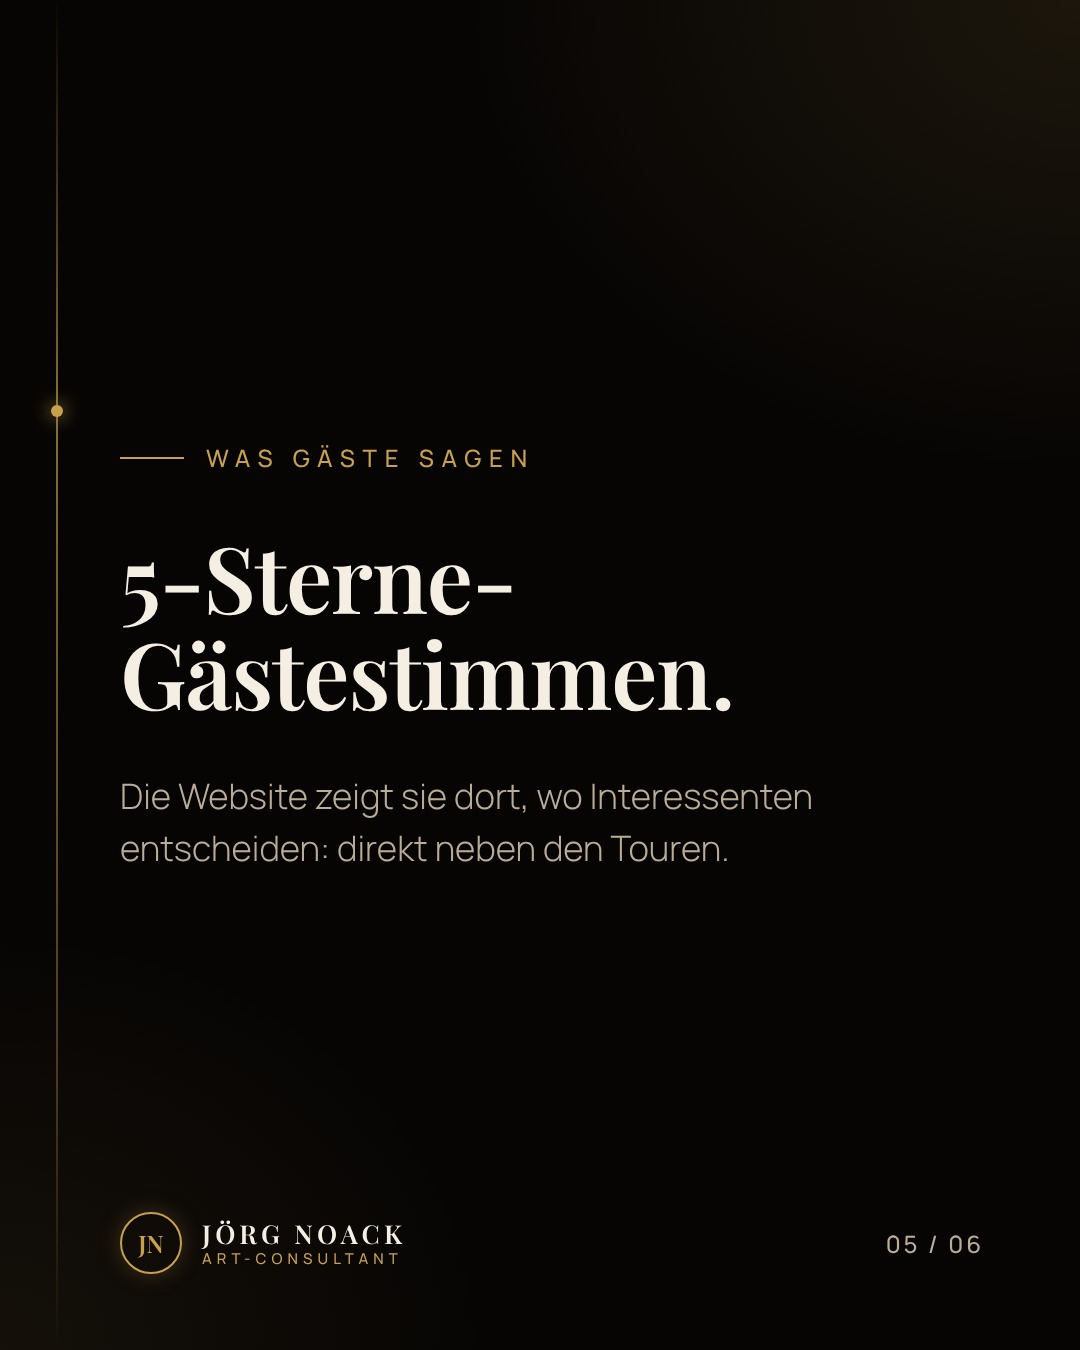 WAS GÄSTE SAGEN
5-Sterne-
Gästestimmen.
Die Website zeigt sie dort, wo Interessenten
entscheiden: direkt neben den Touren.
JN
JÖRG NOACK
ART-CONSULTANT
05 / 06